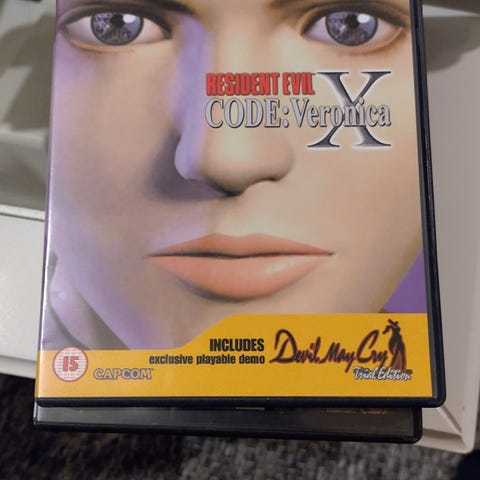 RESIDENT EVIL
CODE: Veronica
X
INCLUDES
exclusive playable demo
Devil May Cry
Trial Edition
15
CAPCOM